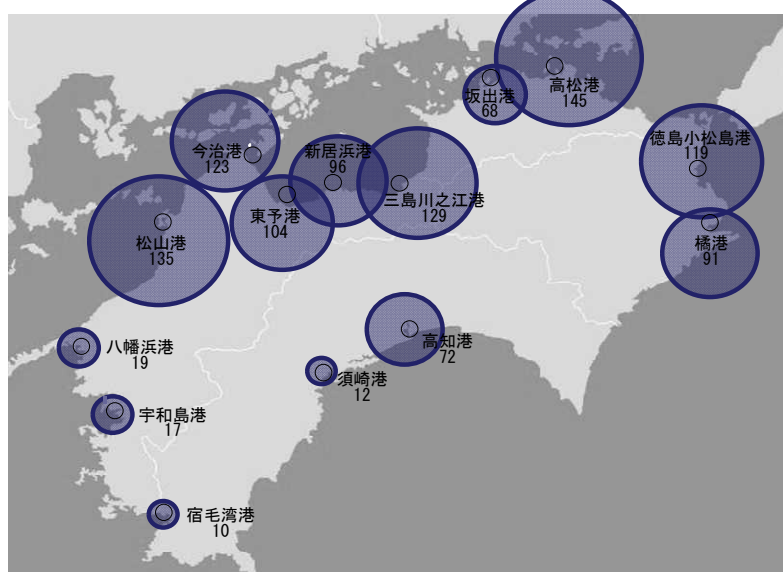 高松港
145
坂出港
68
徳島小松島港
119
今治港
123
新居浜港
96
三島川之江港
129
東予港
104
松山港
135
橘港
91
高知港
72
八幡浜港
19
須崎港
12
宇和島港
17
宿毛湾港
10